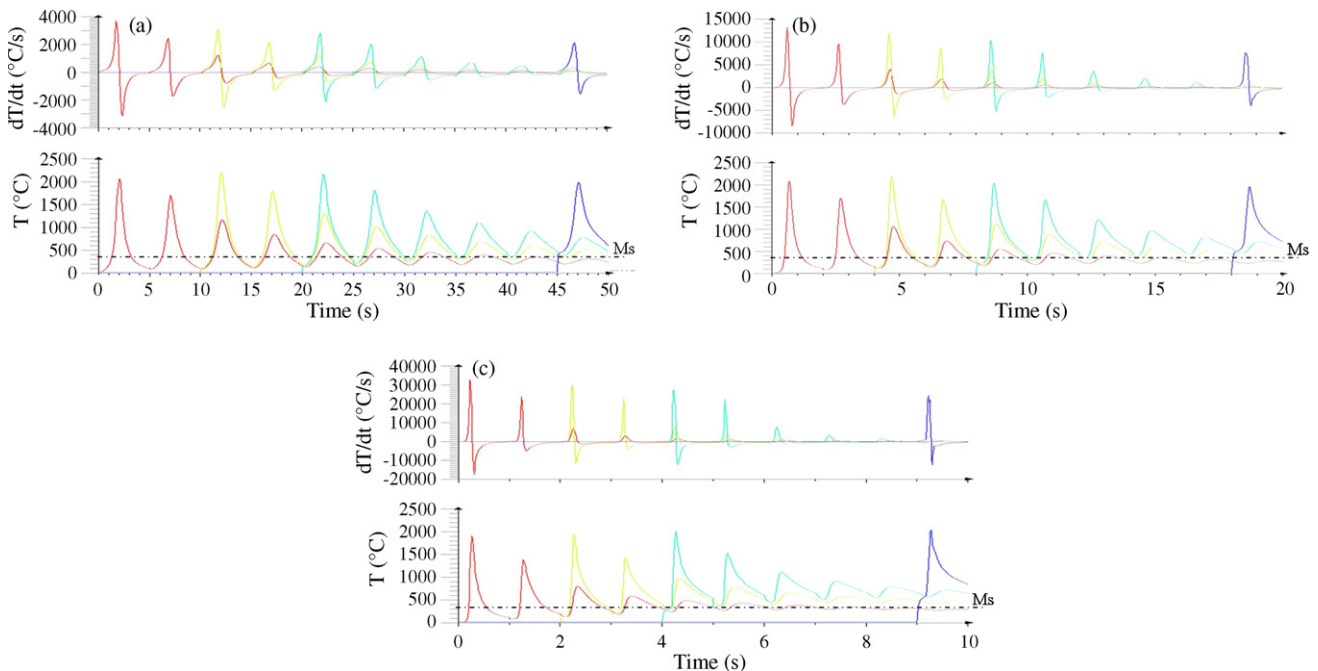 (a)
dT/dt (°C/s)
4000
2000
0
-2000
-4000
T (°C)
2500
2000
1500
1000
500
0
Ms
0 5 10 15 20 25 30 35 40 45 50
Time (s)
(b)
dT/dt (°C/s)
15000
10000
5000
0
-5000
-10000
T (°C)
2500
2000
1500
1000
500
0
Ms
0 5 10 15 20
Time (s)
(c)
dT/dt (°C/s)
40000
30000
20000
10000
0
-10000
-20000
T (°C)
2500
2000
1500
1000
500
0
Ms
0 2 4 6 8 10
Time (s)